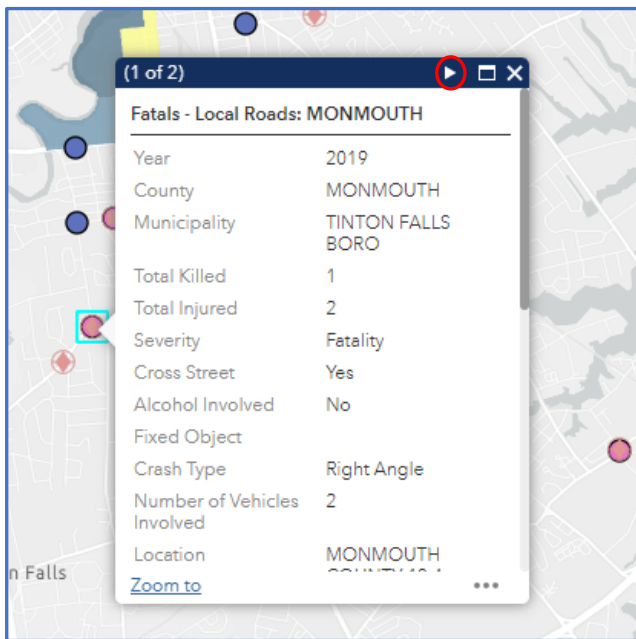 (1 of 2)
Fatals - Local Roads: MONMOUTH
Year 2019
County MONMOUTH
Municipality TINTON FALLS
BORO
Total Killed 1
Total Injured 2
Severity Fatality
Cross Street Yes
Alcohol Involved No
Fixed Object
Crash Type Right Angle
Number of Vehicles 2
Involved
Location MONMOUTH
n Falls
Zoom to